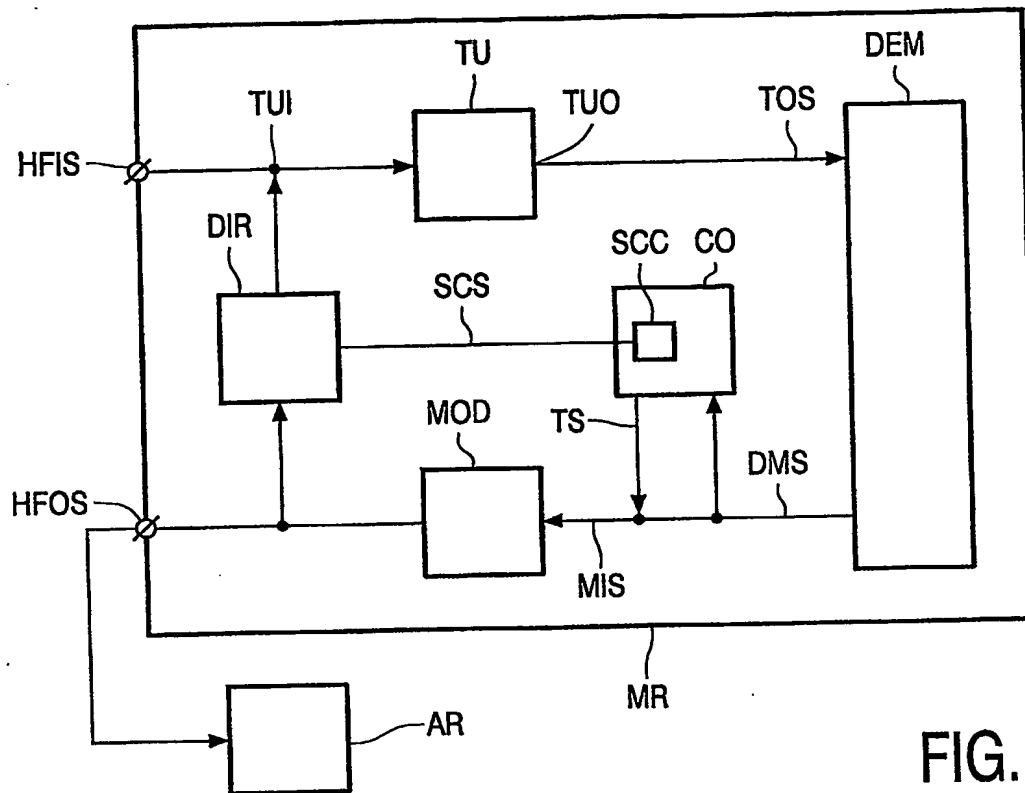 TU
DEM
TUI
TUO
TOS
HFIS
DIR
SCC
CO
SCS
TS
MOD
DMS
HFOS
MIS
MR
AR
FIG.